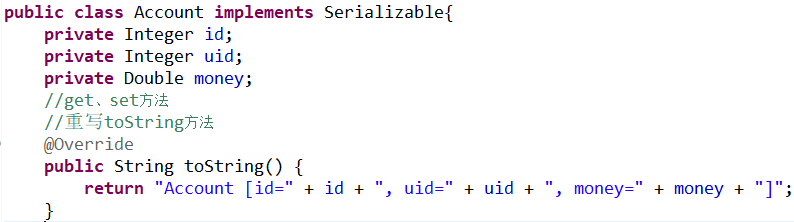 public class Account implements Serializable{
    private Integer id;
    private Integer uid;
    private Double money;
    //get、set方法
    //重写toString方法
    @Override
    public String toString() {
        return "Account [id=" + id + ", uid=" + uid + ", money=" + money + "]";
    }